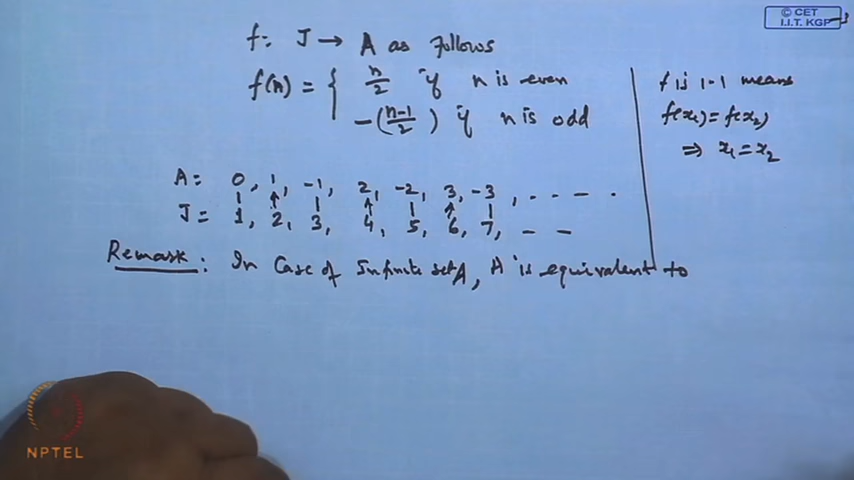 © CET
I.I.T. KGP
f: J → A as follows
f(n) = { n/2 if n is even
-(n-1/2) if n is odd
f is 1-1 means
f(x₁) = f(x₂)
⇒ x₁ = x₂
A: 0, 1, -1, 2, -2, 3, -3, . . - - .
J = 1, 2, 3, 4, 5, 6, 7, - -
Remark: In Case of Infinite set A, A is equivalent to
NPTEL